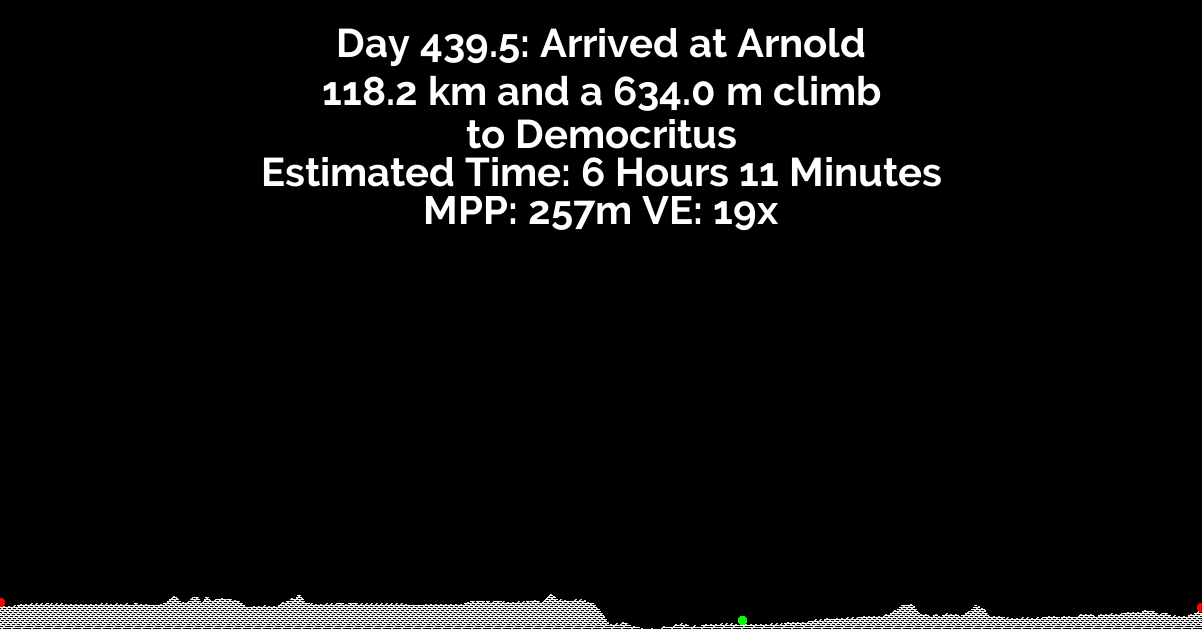 Day 439.5: Arrived at Arnold
118.2 km and a 634.0 m climb
to Democritus
Estimated Time: 6 Hours 11 Minutes
MPP: 257m VE: 19x